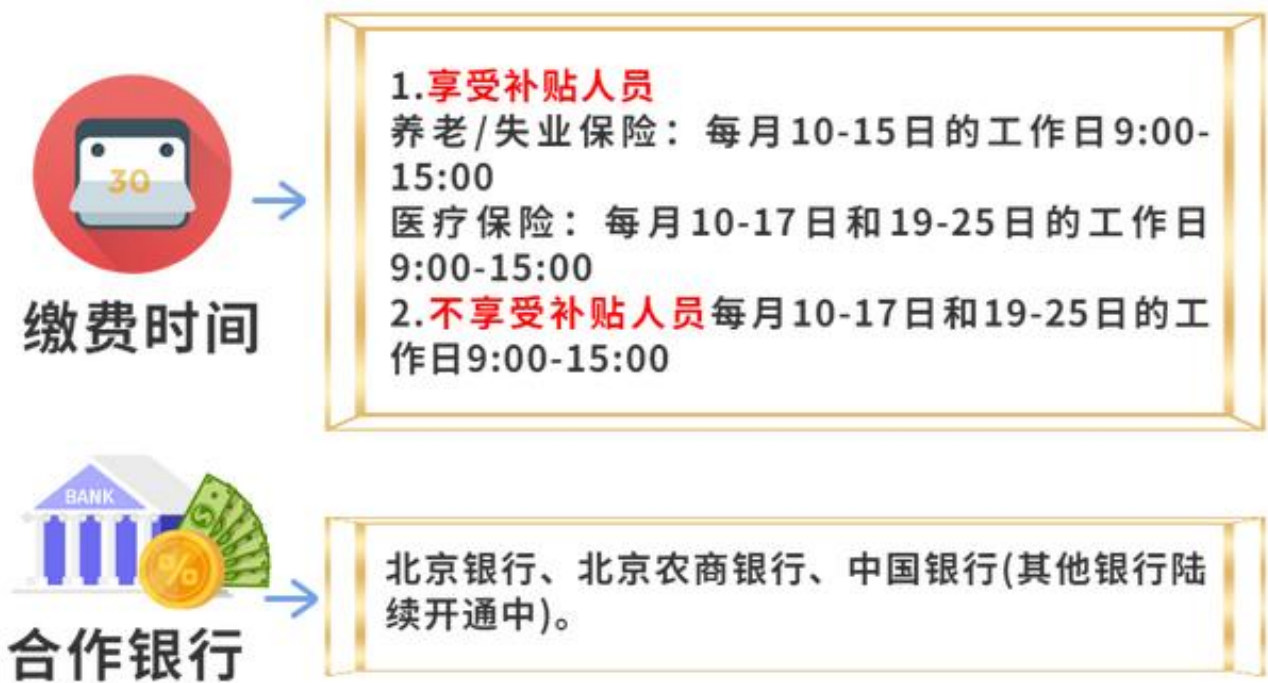 1.享受补贴人员
养老/失业保险：每月10-15日的工作日9:00-
15:00
医疗保险：每月10-17日和19-25日的工作日
9:00-15:00
2.不享受补贴人员每月10-17日和19-25日的工
作日9:00-15:00
30
缴费时间
BANK
%
北京银行、北京农商银行、中国银行(其他银行陆
续开通中)。
合作银行